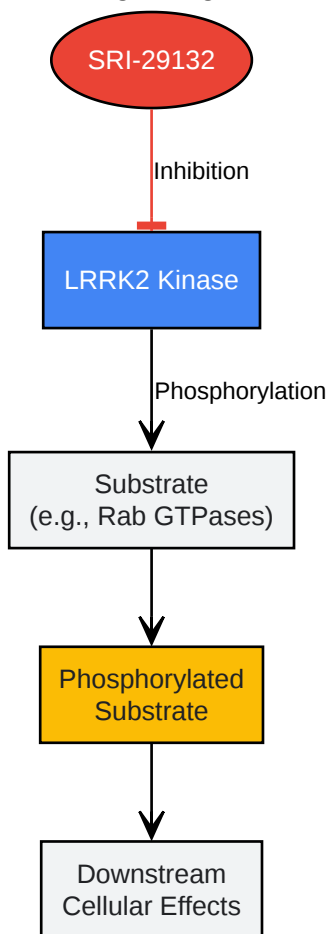 SRI-29132
Inhibition
LRRK2 Kinase
Phosphorylation
Substrate
(e.g., Rab GTPases)
Phosphorylated
Substrate
Downstream
Cellular Effects